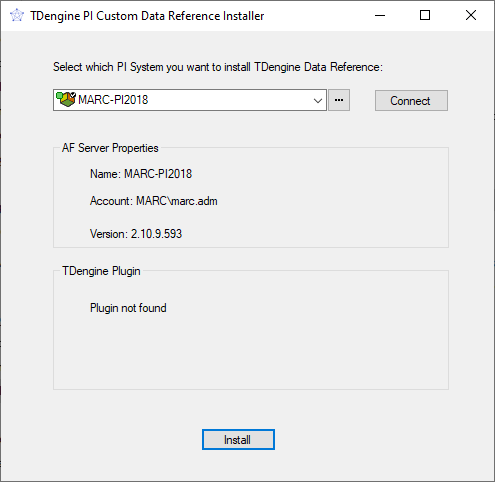 TDengine PI Custom Data Reference Installer
Select which PI System you want to install TDengine Data Reference:
MARC-PI2018
...
Connect
AF Server Properties
Name: MARC-PI2018
Account: MARC\marc.adm
Version: 2.10.9.593
TDengine Plugin
Plugin not found
Install